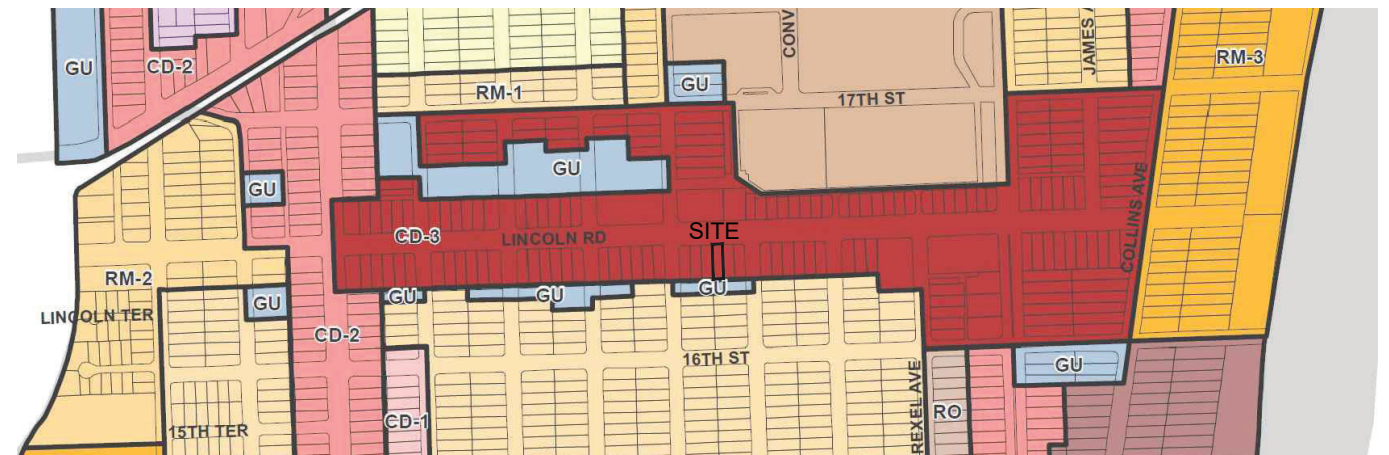 GU
CD-2
CONV
JAMES A
RM-3
RM-1
GU
17TH ST
GU
GU
CD-3
LINCOLN RD
SITE
COLLINS AVE
RM-2
GU
GU
GU
GU
LINCOLN TER
CD-2
16TH ST
GU
CD-1
15TH TER
REXEL AVE
RO